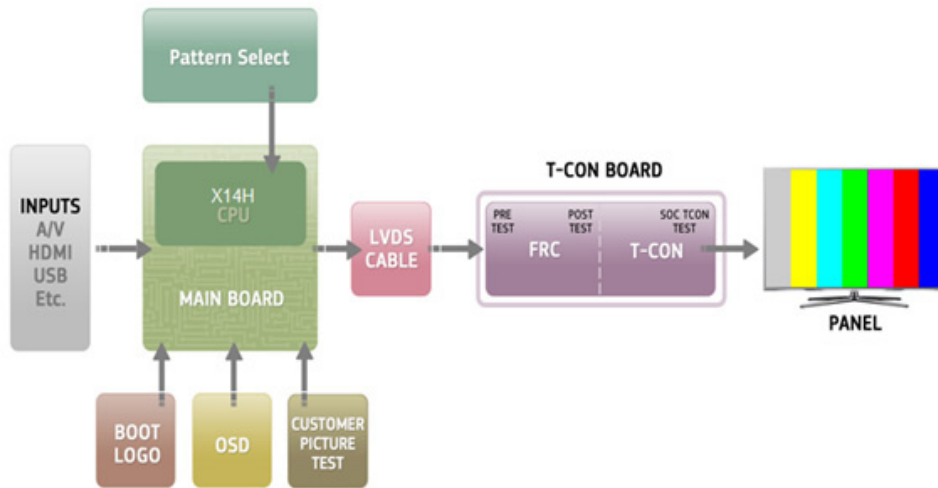 Pattern Select
INPUTS
A/V
HDMI
USB
Etc.
X14H
CPU
MAIN BOARD
LVDS
CABLE
T-CON BOARD
PRE
TEST
POST
TEST
SOC TCON
TEST
FRC
T-CON
PANEL
BOOT
LOGO
OSD
CUSTOMER
PICTURE
TEST